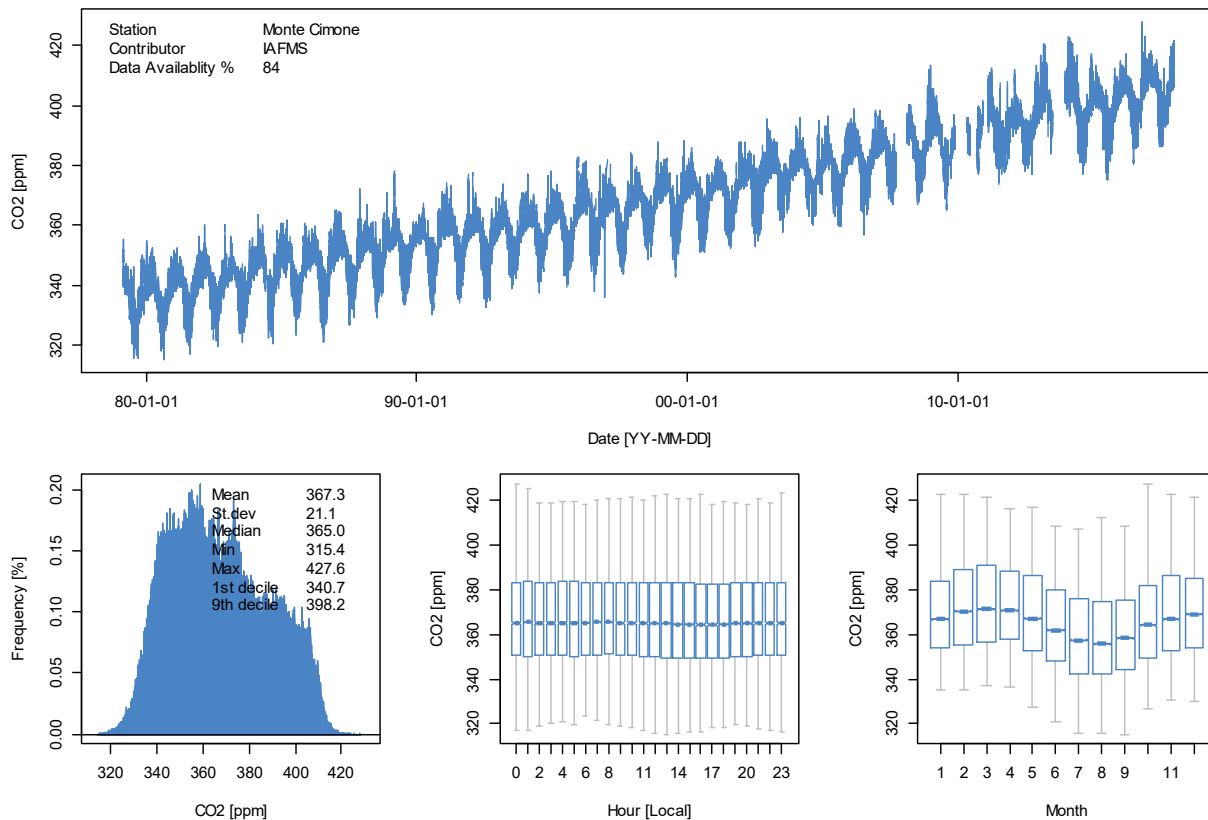 Station Monte Cimone
Contributor IAFMS
Data Availablity % 84
CO2 [ppm]
420
400
380
360
340
320
80-01-01 90-01-01 00-01-01 10-01-01
Date [YY-MM-DD]
Frequency [%]
0.20
0.15
0.10
0.05
0.00
Mean 367.3
St.dev 21.1
Median 365.0
Min 315.4
Max 427.6
1st decile 340.7
9th decile 398.2
320 340 360 380 400 420
CO2 [ppm]
CO2 [ppm]
420
400
380
360
340
320
0 2 4 6 8 11 14 17 20 23
Hour [Local]
CO2 [ppm]
420
400
380
360
340
320
1 2 3 4 5 6 7 8 9 11
Month